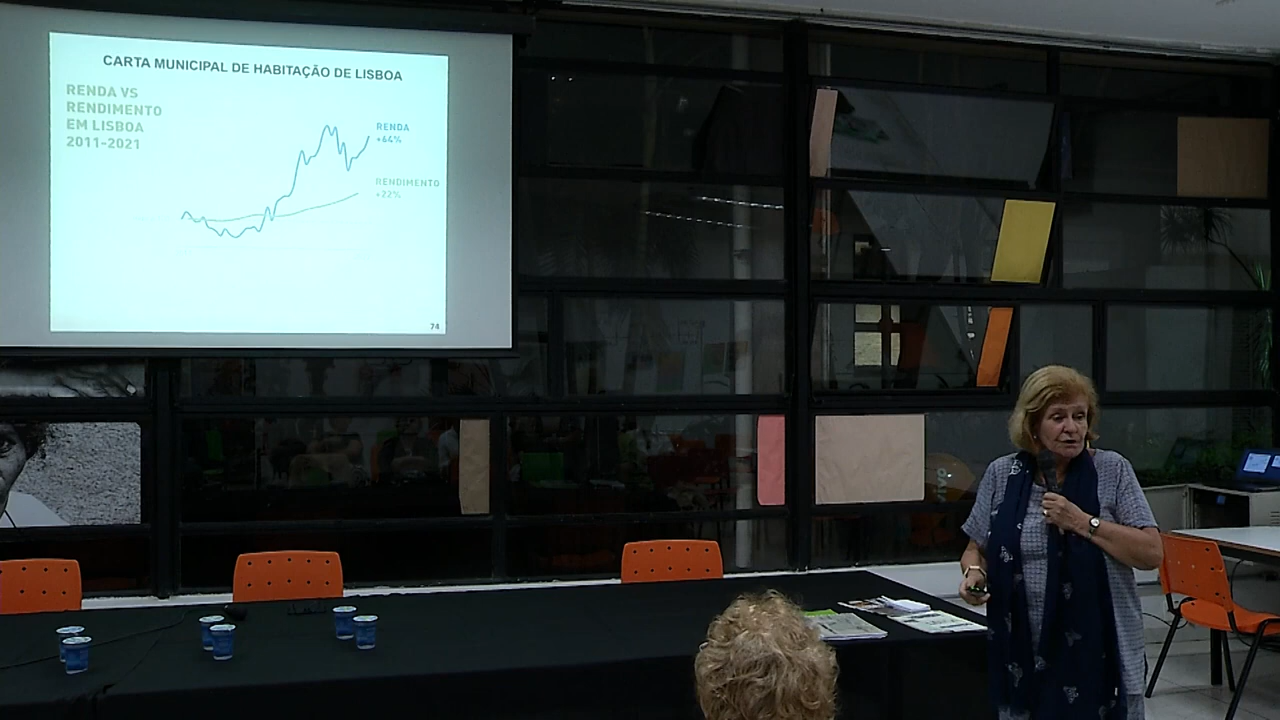 CARTA MUNICIPAL DE HABITAÇÃO DE LISBOA
RENDA VS
RENDIMENTO
EM LISBOA
2011-2021
RENDA
+64%
RENDIMENTO
+22%
74